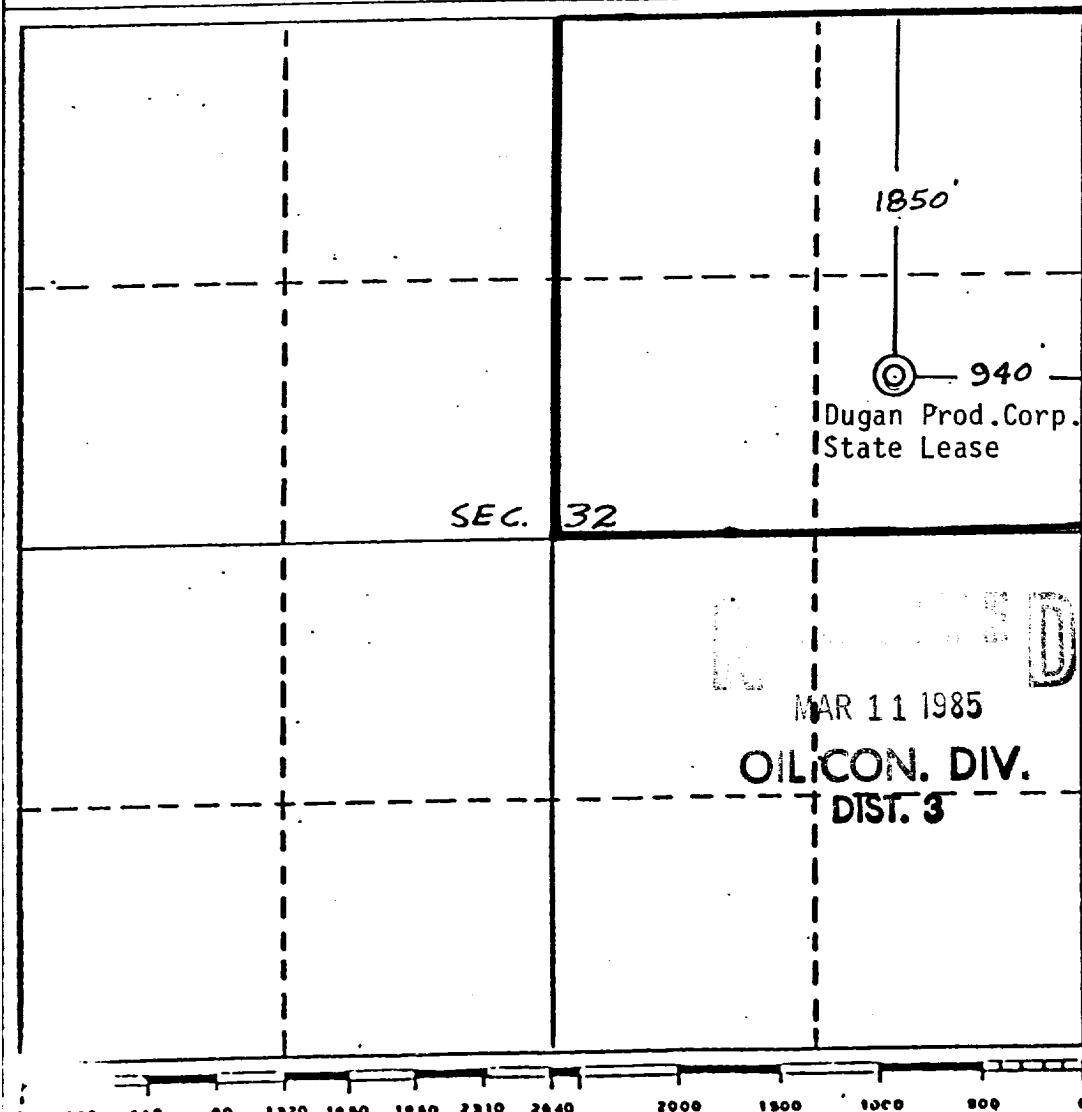 1850'
940
Dugan Prod.Corp.
State Lease
SEC. 32
MAR 11 1985
OIL CON. DIV.
DIST. 3
1320 1650 1980 2310 2640 2000 1500 1000 500